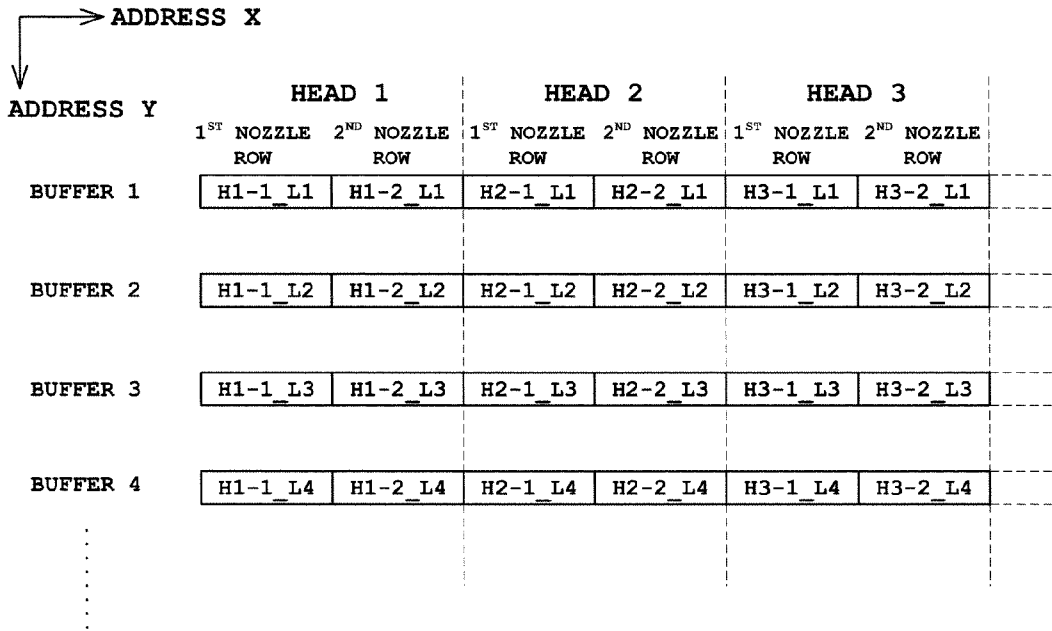 ADDRESS X
ADDRESS Y
HEAD 1 HEAD 2 HEAD 3
1ST NOZZLE 2ND NOZZLE 1ST NOZZLE 2ND NOZZLE 1ST NOZZLE 2ND NOZZLE
ROW ROW ROW ROW ROW ROW
BUFFER 1 H1-1_L1 H1-2_L1 H2-1_L1 H2-2_L1 H3-1_L1 H3-2_L1
BUFFER 2 H1-1_L2 H1-2_L2 H2-1_L2 H2-2_L2 H3-1_L2 H3-2_L2
BUFFER 3 H1-1_L3 H1-2_L3 H2-1_L3 H2-2_L3 H3-1_L3 H3-2_L3
BUFFER 4 H1-1_L4 H1-2_L4 H2-1_L4 H2-2_L4 H3-1_L4 H3-2_L4